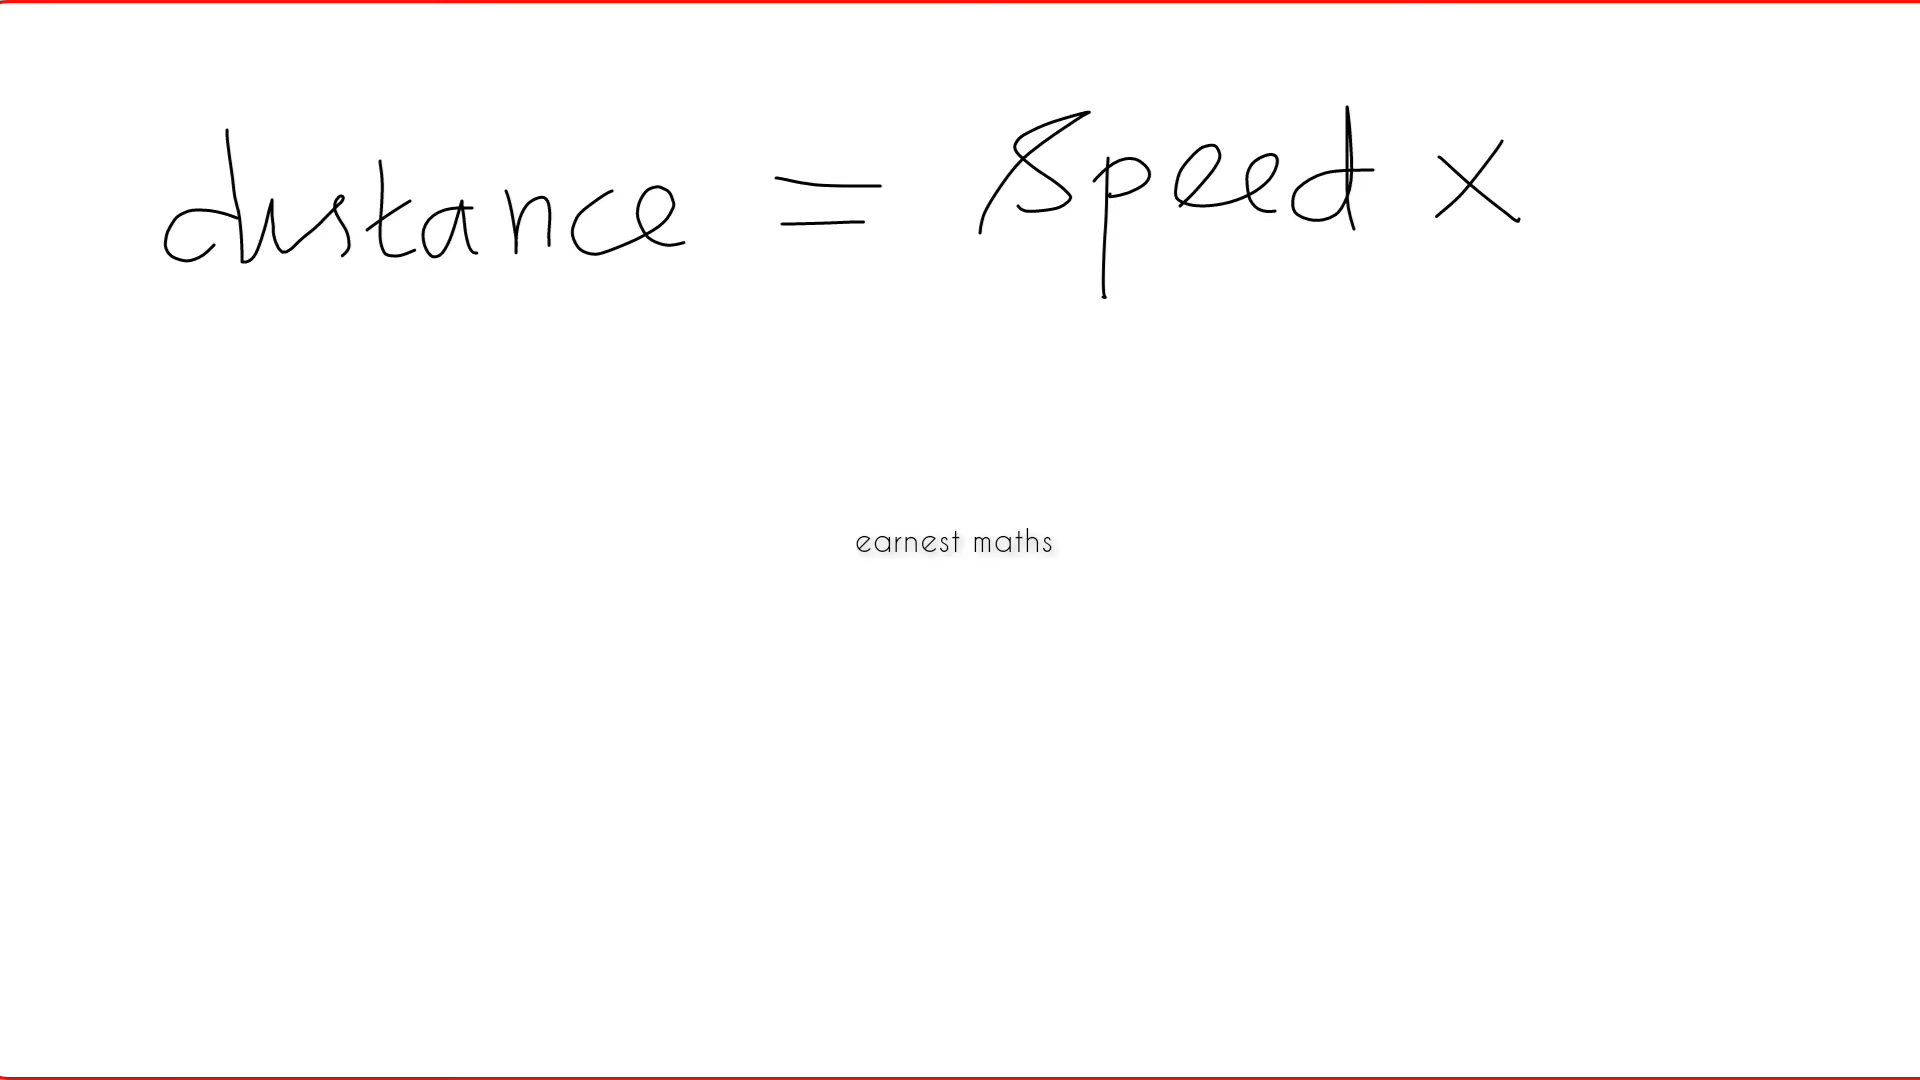 distance = Speed ×
earnest maths